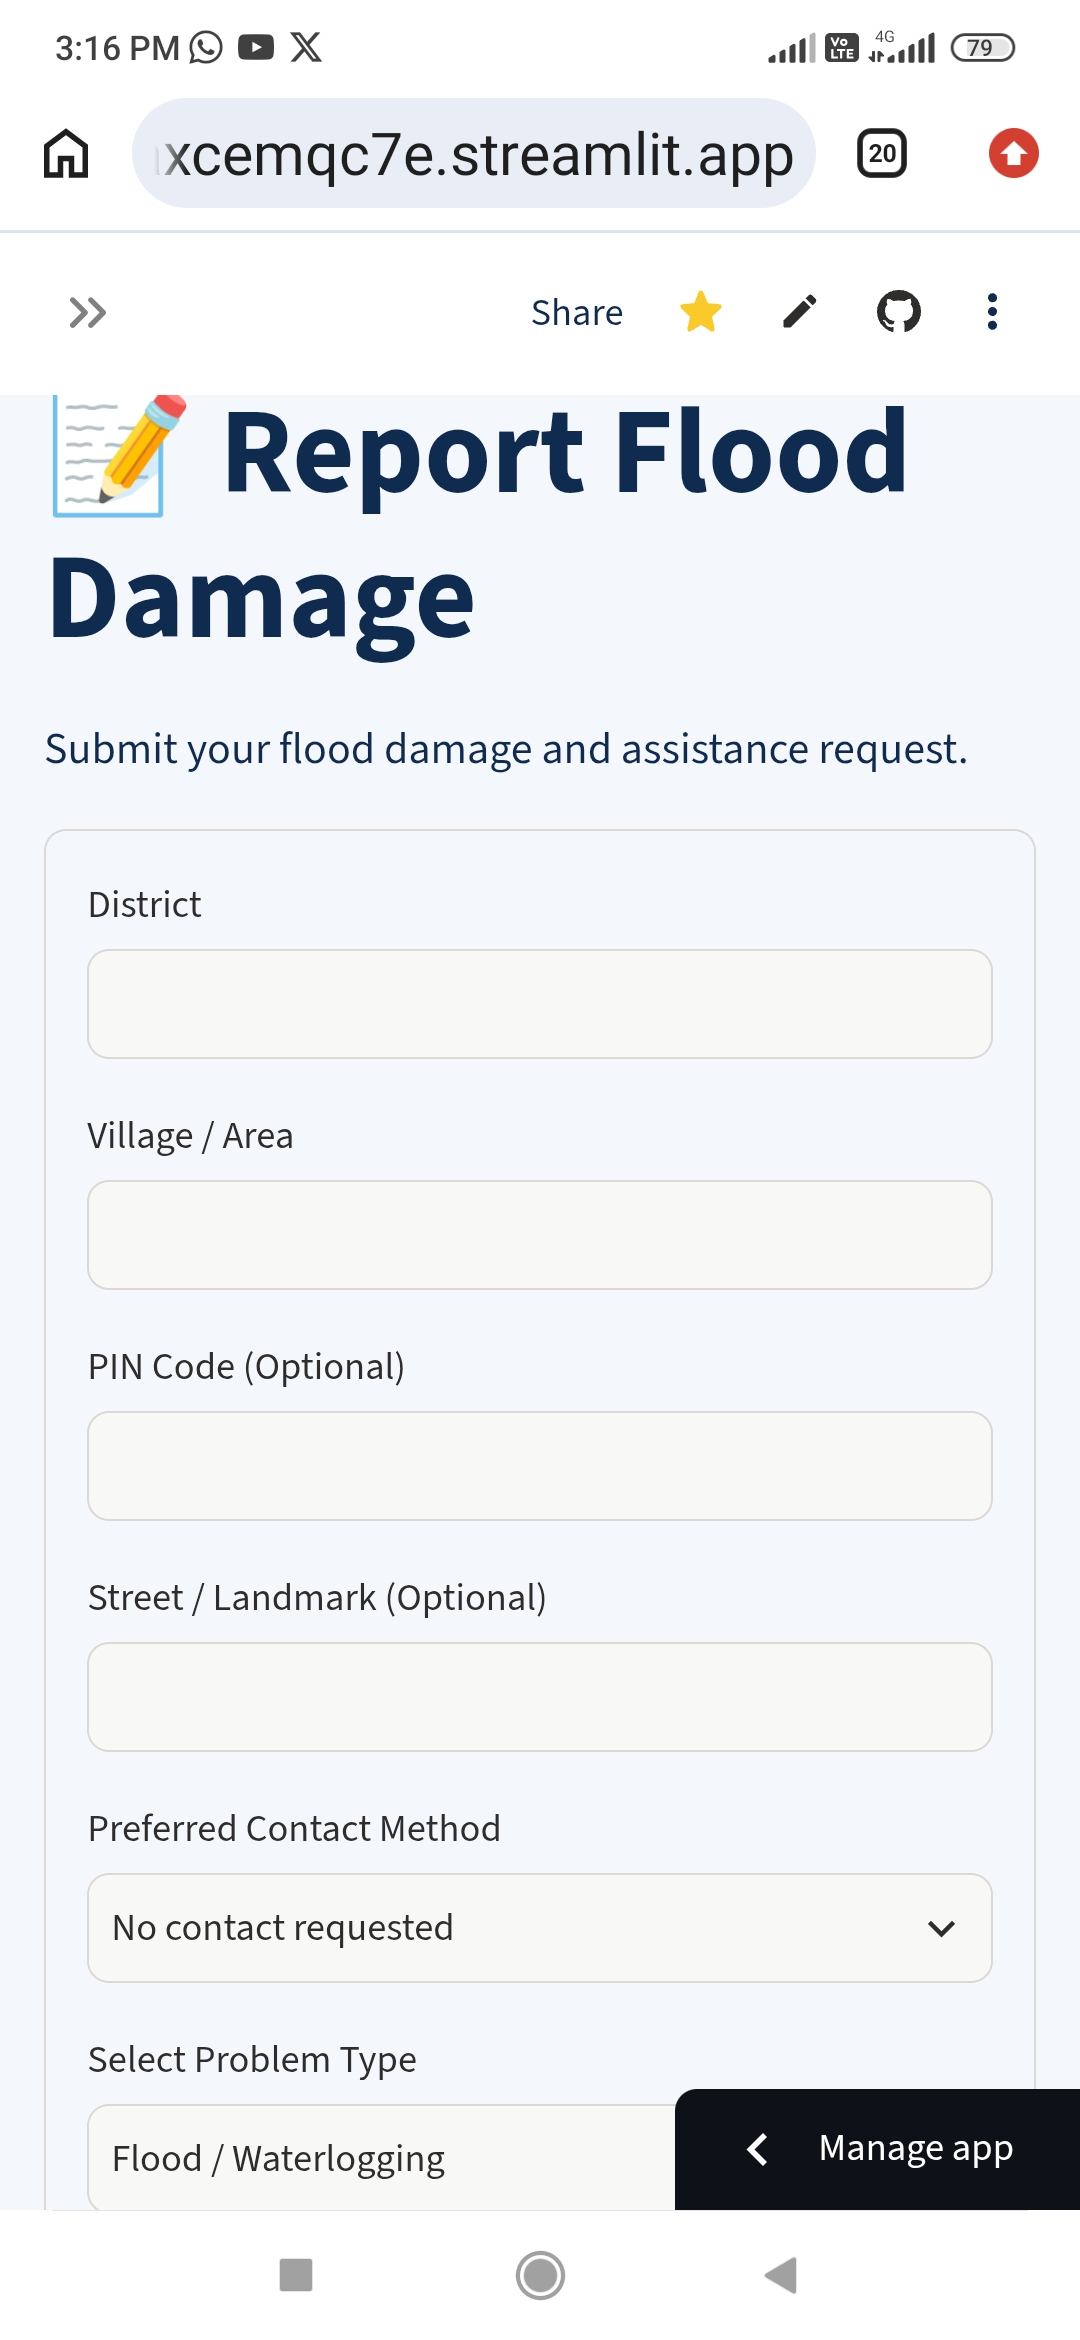 3:16 PM
Vo LTE
4G
79
xcemqc7e.streamlit.app
20
Share
Report Flood
Damage
Submit your flood damage and assistance request.
District
Village / Area
PIN Code (Optional)
Street / Landmark (Optional)
Preferred Contact Method
No contact requested
Select Problem Type
Flood / Waterlogging
Manage app